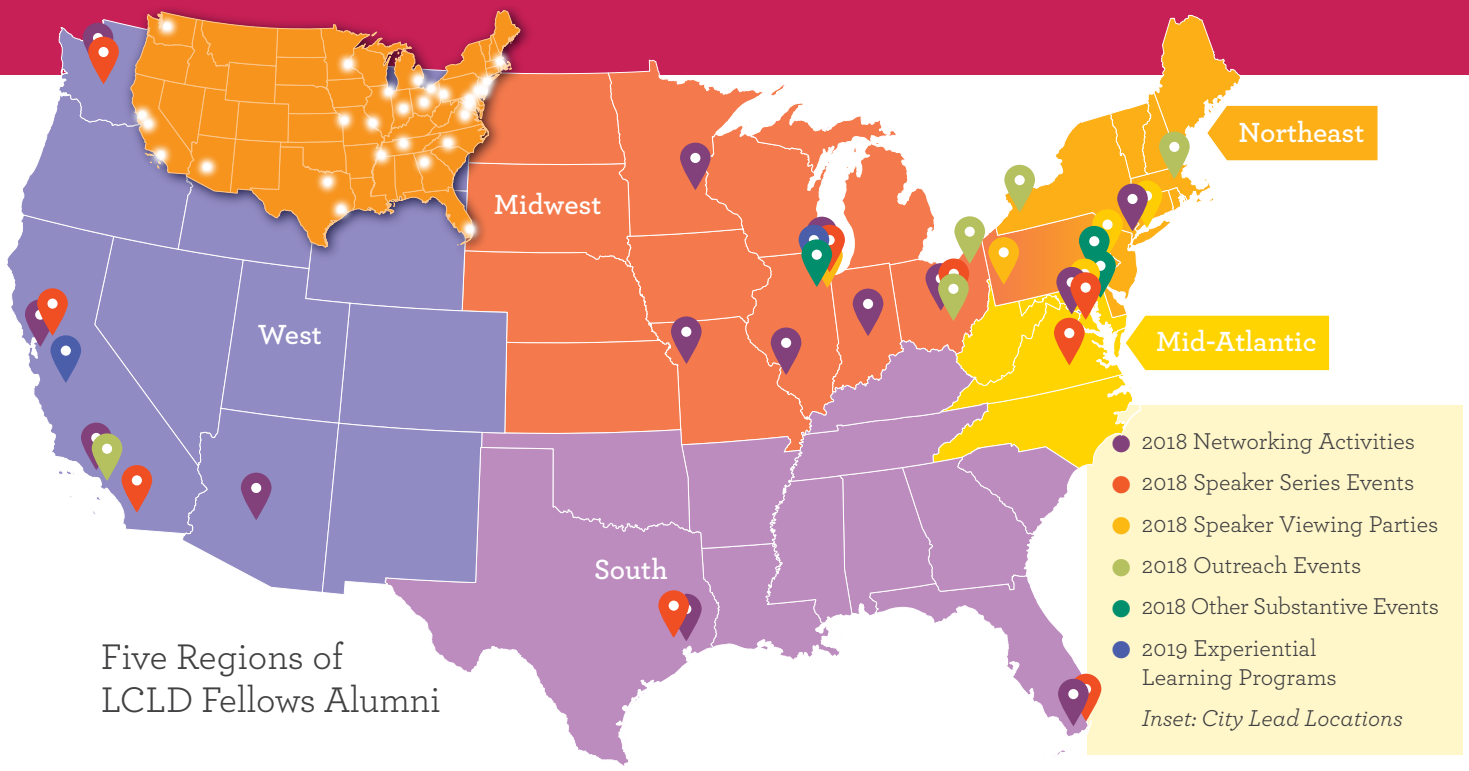 Northeast
Midwest
West
Mid-Atlantic
South
Five Regions of
LCLD Fellows Alumni
2018 Networking Activities
2018 Speaker Series Events
2018 Speaker Viewing Parties
2018 Outreach Events
2018 Other Substantive Events
2019 Experiential
Learning Programs
Inset: City Lead Locations